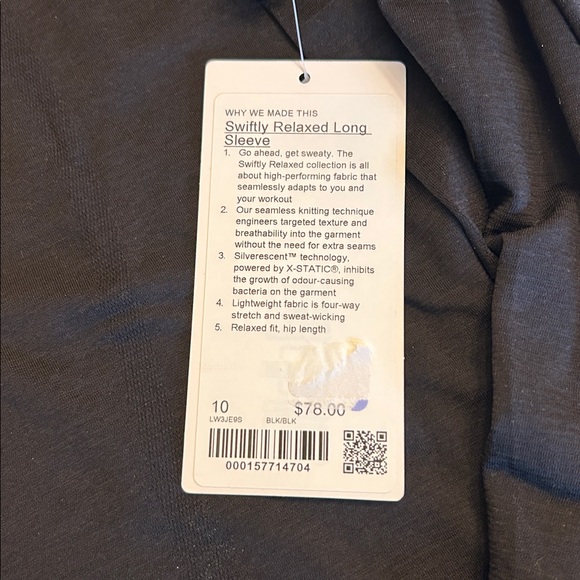 WHY WE MADE THIS
Swiftly Relaxed Long
Sleeve
1. Go ahead, get sweaty. The
Swiftly Relaxed collection is all
about high-performing fabric that
seamlessly adapts to you and
your workout
2. Our seamless knitting technique
engineers targeted texture and
breathability into the garment
without the need for extra seams
3. Silverescent™ technology,
powered by X-STATIC®, inhibits
the growth of odour-causing
bacteria on the garment
4. Lightweight fabric is four-way
stretch and sweat-wicking
5. Relaxed fit, hip length
10 $78.00
LW3JE9S BLK/BLK
000157714704